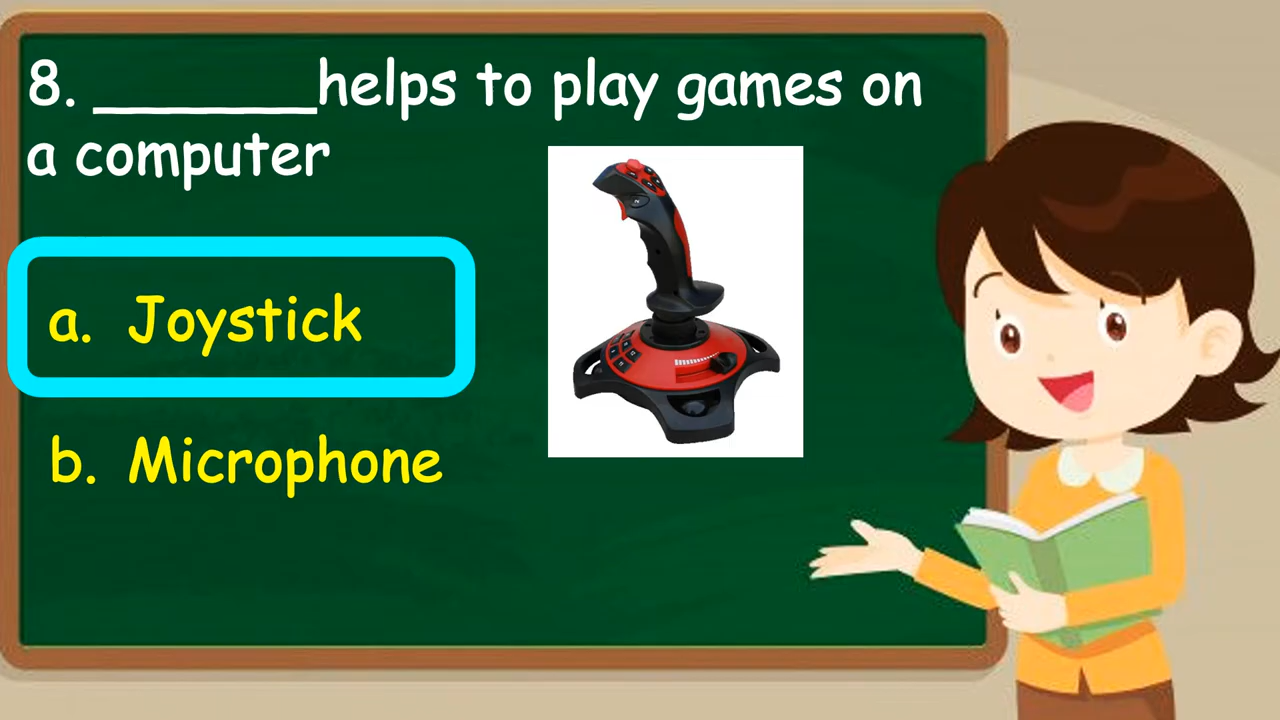 8. _______helps to play games on
a computer
a. Joystick
b. Microphone